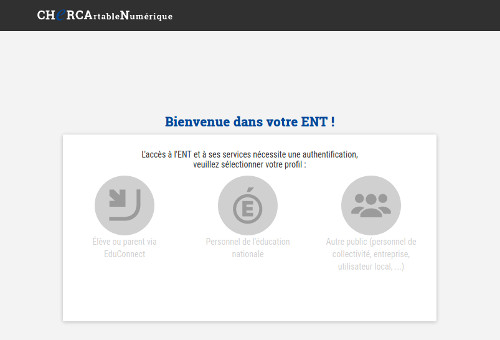 CHeRCArtableNumérique
Bienvenue dans votre ENT !
L'accès à l'ENT et à ses services nécessite une authentification,
veuillez sélectionner votre profil :
É
Élève ou parent via
EduConnect
Personnel de l'éducation
nationale
Autre public (personnel de
collectivité, entreprise,
utilisateur local, ...)